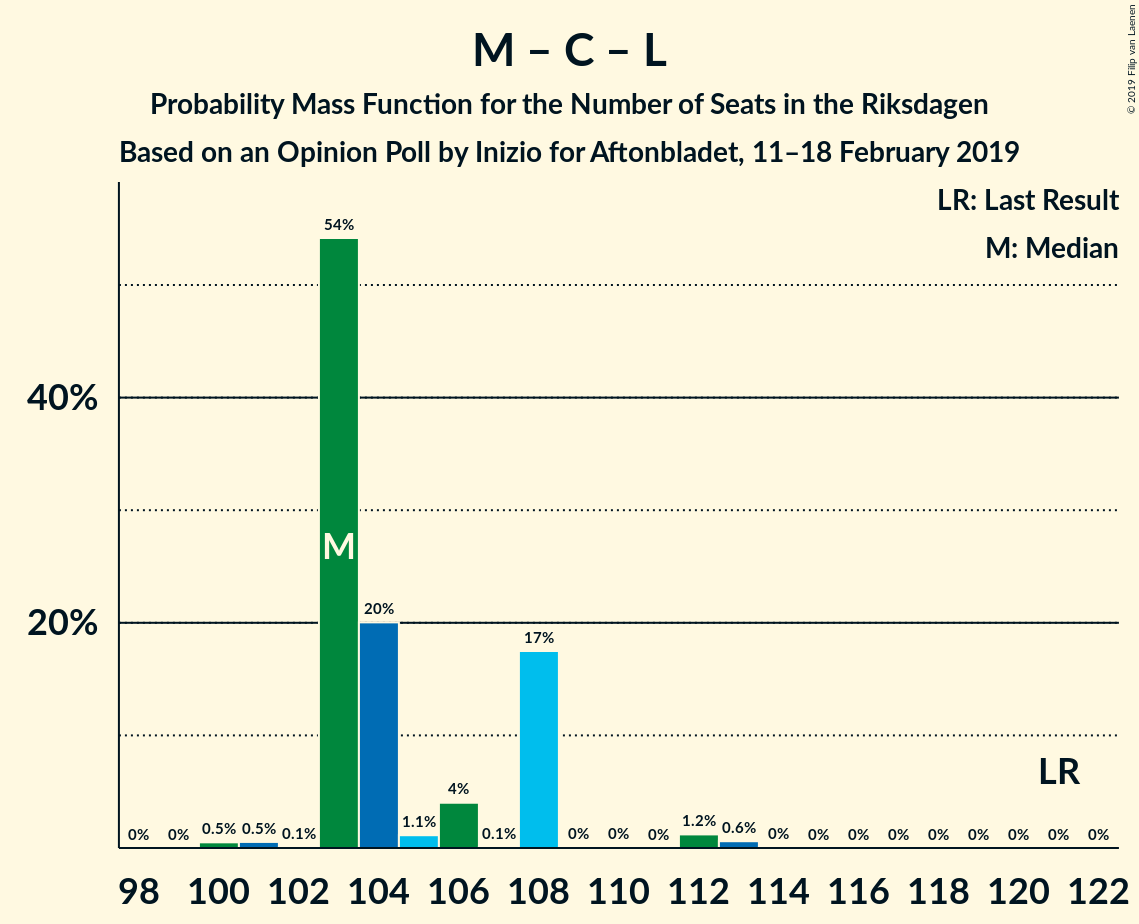 M – C – L
Probability Mass Function for the Number of Seats in the Riksdagen
Based on an Opinion Poll by Inizio for Aftonbladet, 11–18 February 2019
© 2019 Filip van Laenen
LR: Last Result
M: Median
54%
40%
M
20%
20%
17%
LR
4%
0% 0% 0.5% 0.5% 0.1% 1.1% 0.1% 0% 0% 0% 1.2% 0.6% 0% 0% 0% 0% 0% 0% 0% 0% 0%
98 100 102 104 106 108 110 112 114 116 118 120 122